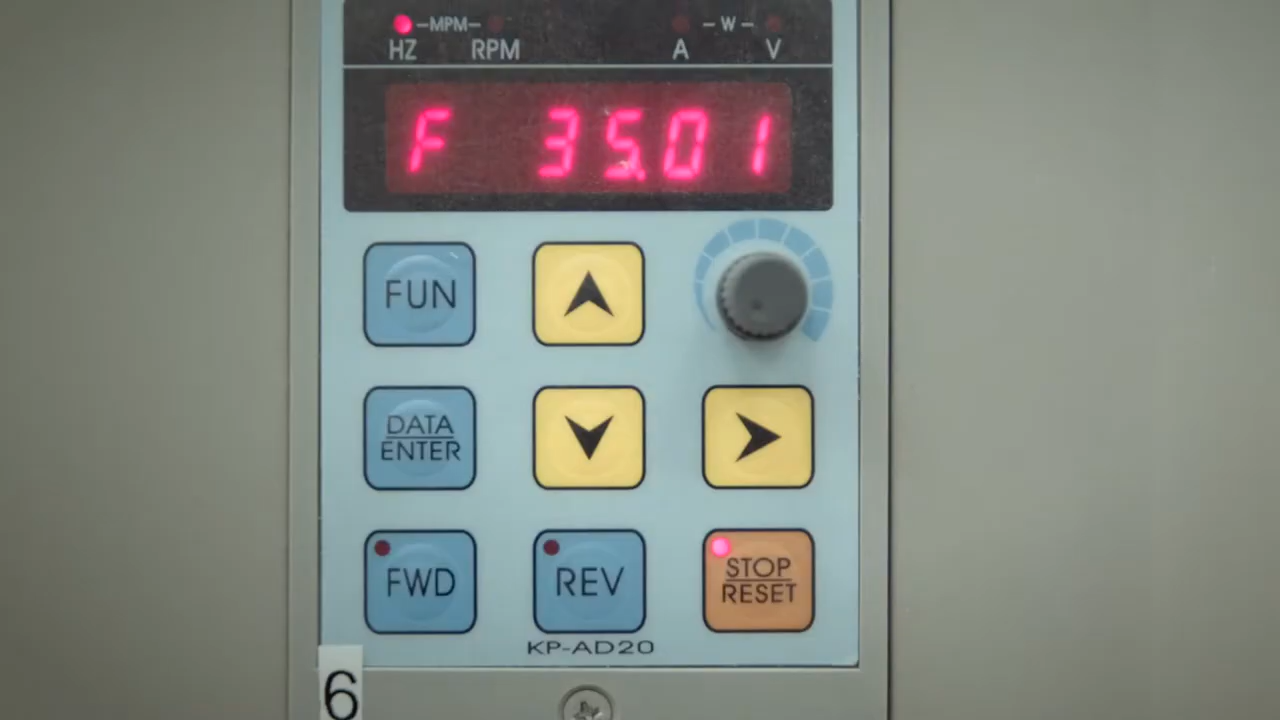 –MPM– – W –
HZ RPM A V
F 35.01
FUN
DATA
ENTER
FWD REV STOP
RESET
KP-AD20
6